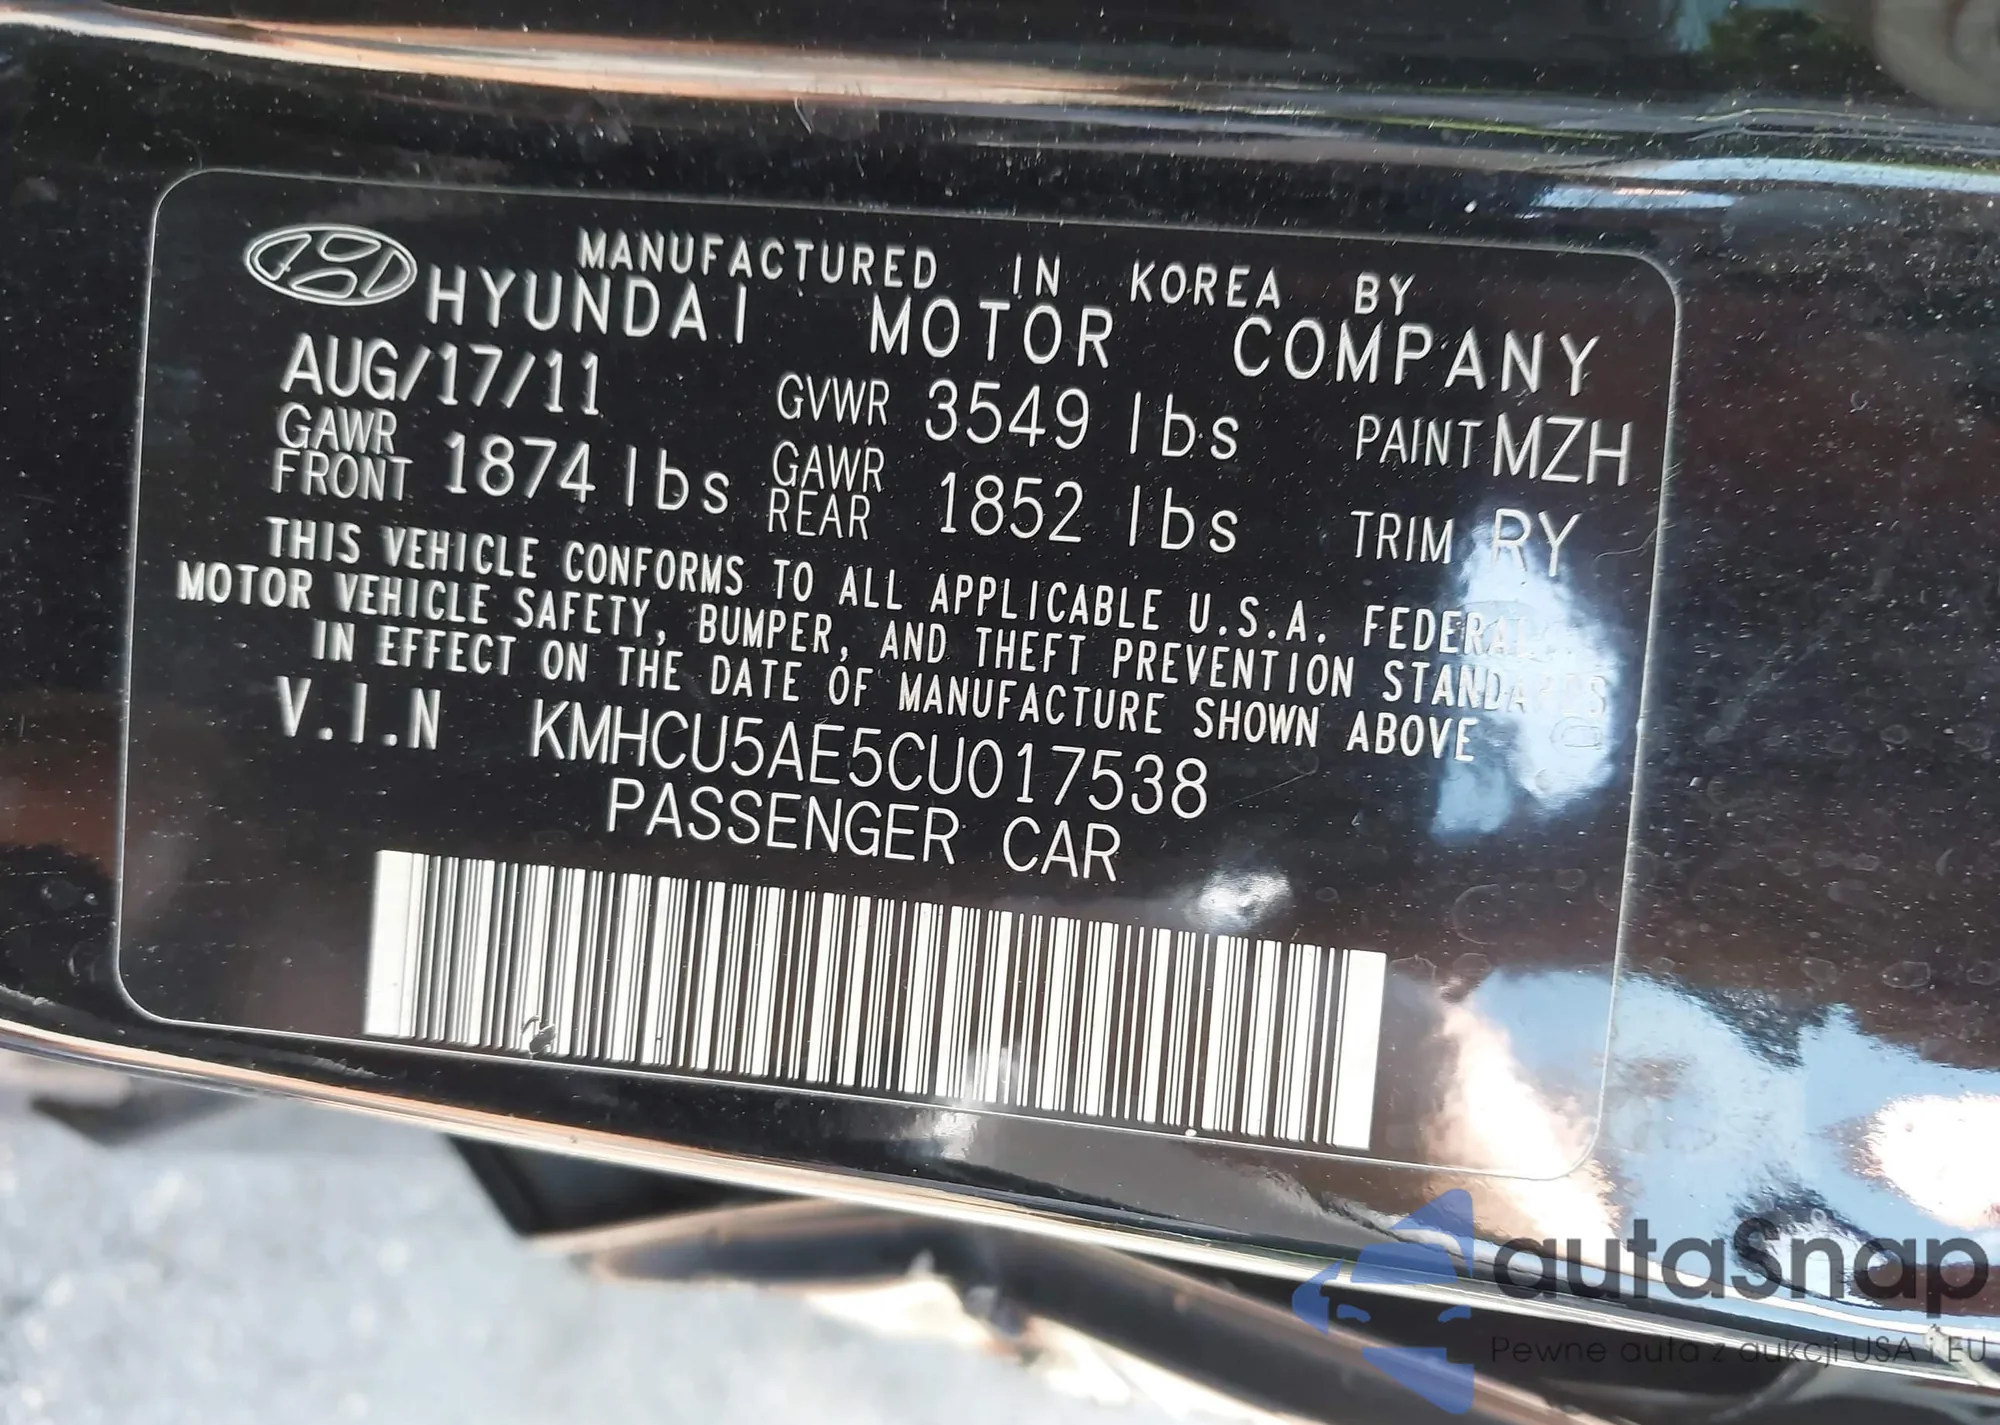 MANUFACTURED IN KOREA BY
HYUNDAI MOTOR COMPANY
AUG/17/11 GVWR 3549 lbs PAINT MZH
GAWR FRONT 1874 lbs GAWR REAR 1852 lbs TRIM RY
THIS VEHICLE CONFORMS TO ALL APPLICABLE U.S.A. FEDERAL
MOTOR VEHICLE SAFETY, BUMPER, AND THEFT PREVENTION STANDARDS
IN EFFECT ON THE DATE OF MANUFACTURE SHOWN ABOVE
V.I.N KMHCU5AE5CU017538
PASSENGER CAR
autaSnap
Pewne auta z aukcji USA i EU